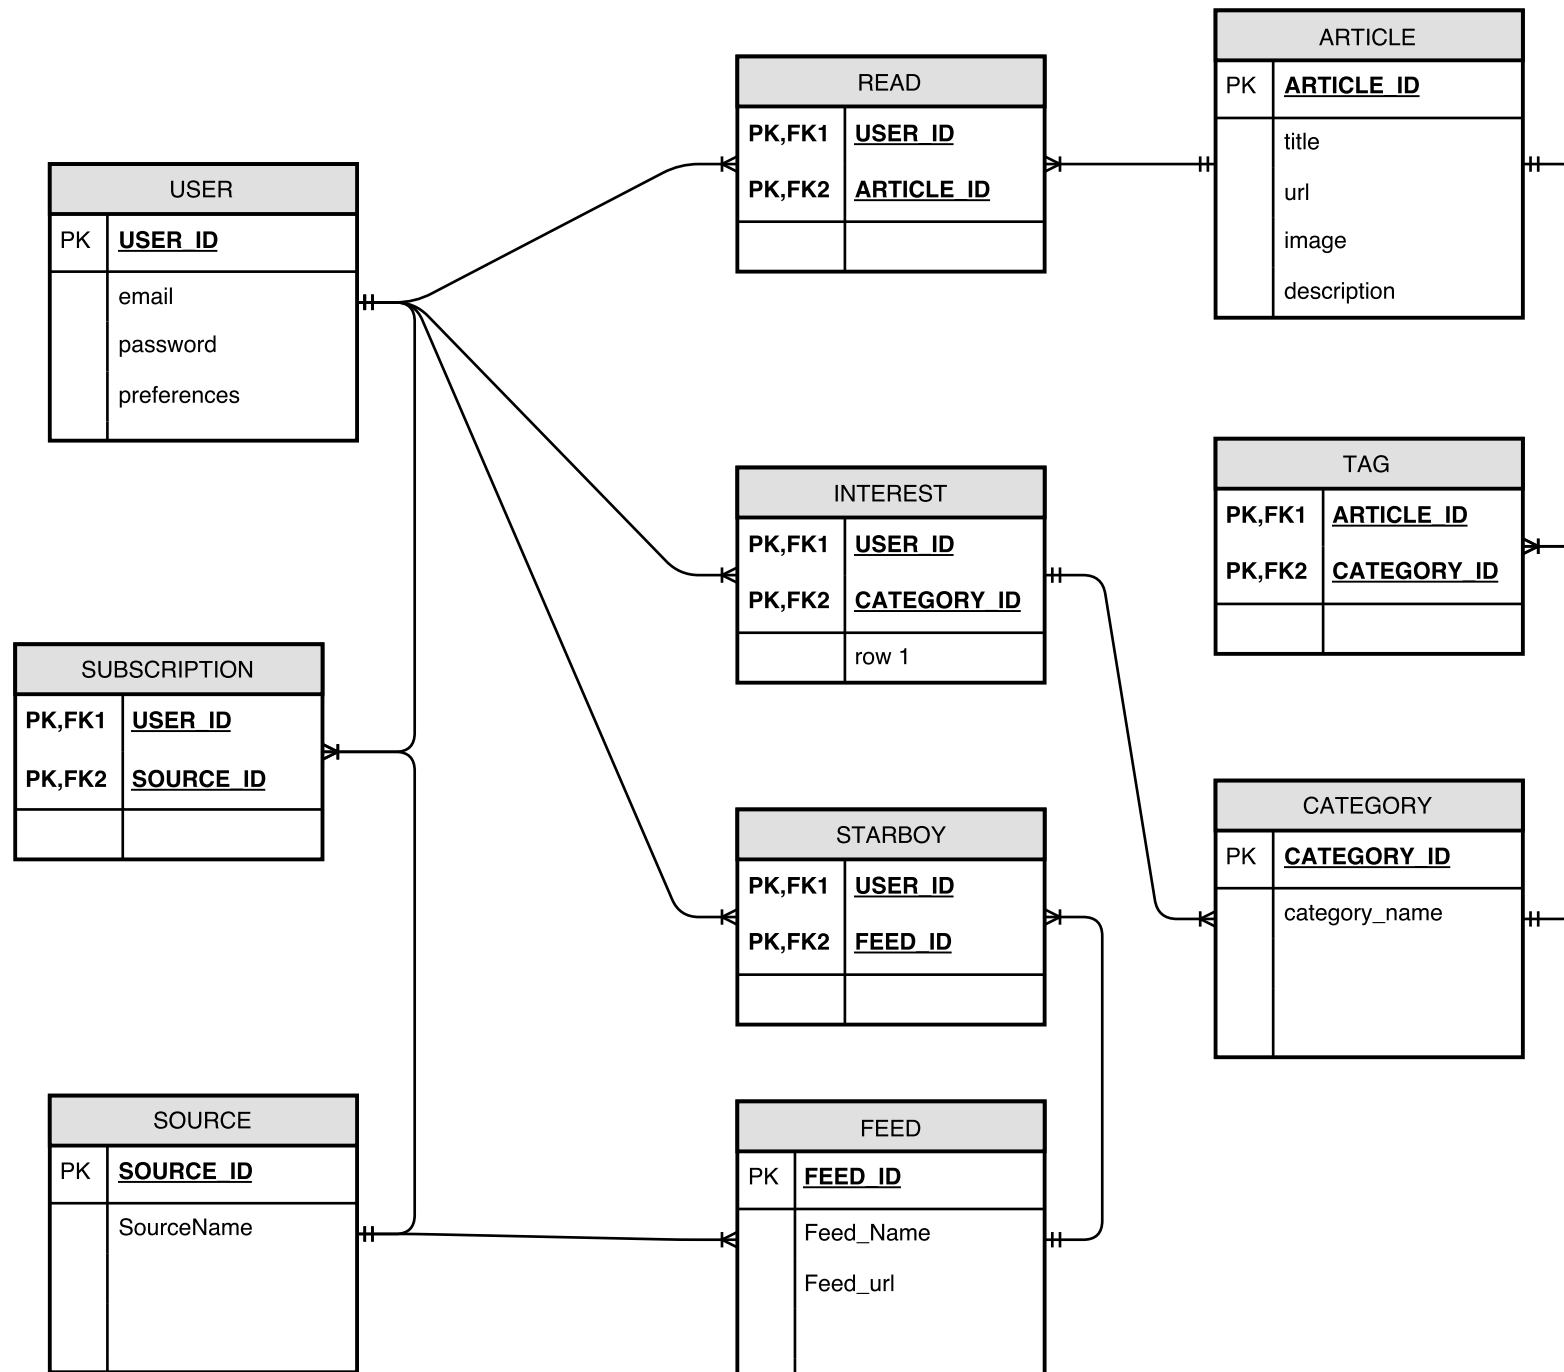 USER
PK USER_ID
email
password
preferences
SUBSCRIPTION
PK,FK1 USER_ID
PK,FK2 SOURCE_ID
SOURCE
PK SOURCE_ID
SourceName
READ
PK,FK1 USER_ID
PK,FK2 ARTICLE_ID
INTEREST
PK,FK1 USER_ID
PK,FK2 CATEGORY_ID
row 1
STARBOY
PK,FK1 USER_ID
PK,FK2 FEED_ID
FEED
PK FEED_ID
Feed_Name
Feed_url
ARTICLE
PK ARTICLE_ID
title
url
image
description
TAG
PK,FK1 ARTICLE_ID
PK,FK2 CATEGORY_ID
CATEGORY
PK CATEGORY_ID
category_name